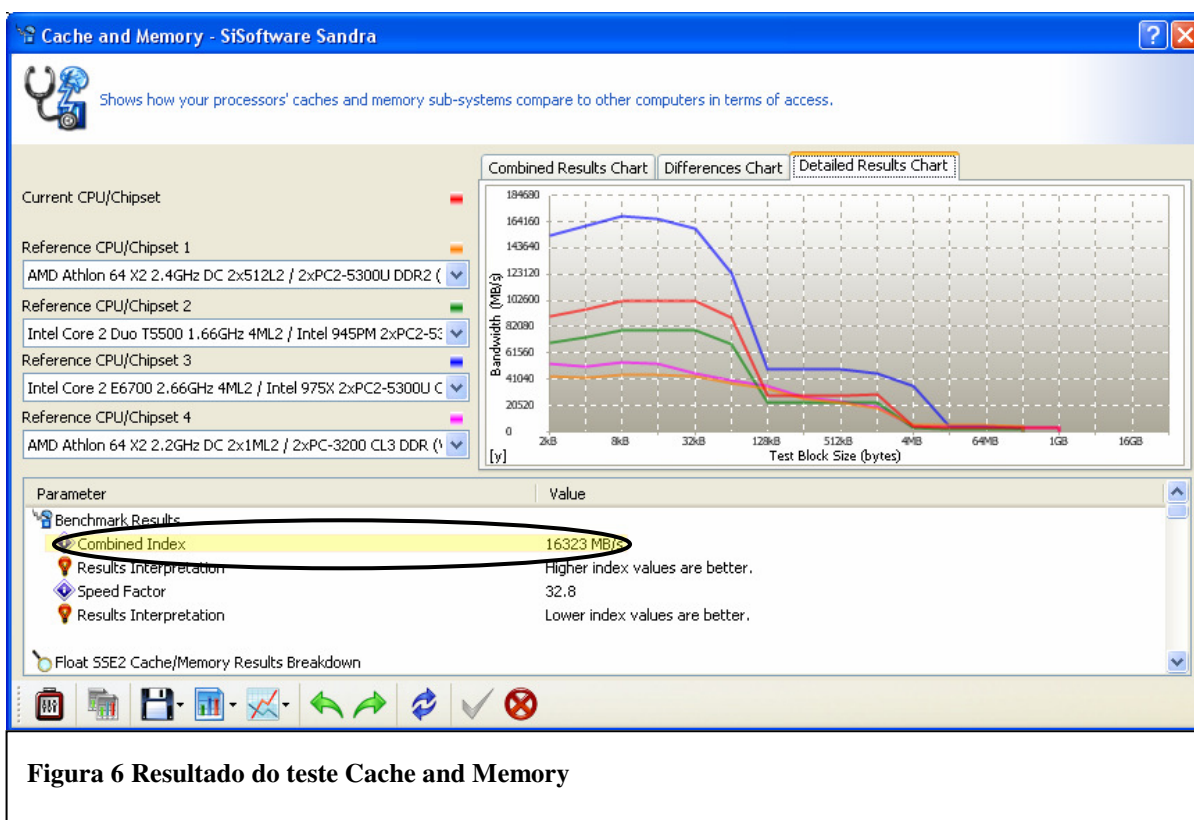 Cache and Memory - SiSoftware Sandra
Shows how your processors' caches and memory sub-systems compare to other computers in terms of access.
Combined Results Chart Differences Chart Detailed Results Chart
Current CPU/Chipset
Reference CPU/Chipset 1
AMD Athlon 64 X2 2.4GHz DC 2x512L2 / 2xPC2-5300U DDR2 (
Reference CPU/Chipset 2
Intel Core 2 Duo T5500 1.66GHz 4ML2 / Intel 945PM 2xPC2-53
Reference CPU/Chipset 3
Intel Core 2 E6700 2.66GHz 4ML2 / Intel 975X 2xPC2-5300U C
Reference CPU/Chipset 4
AMD Athlon 64 X2 2.2GHz DC 2x1ML2 / 2xPC-3200 CL3 DDR (
Bandwidth (MB/s)
184680
164160
143640
123120
102600
82080
61560
41040
20520
0
2kB 8kB 32kB 128kB 512kB 4MB 64MB 1GB 16GB
[y] Test Block Size (bytes)
Parameter Value
Benchmark Results
Combined Index 16323 MB/s
Results Interpretation Higher index values are better.
Speed Factor 32.8
Results Interpretation Lower index values are better.
Float SSE2 Cache/Memory Results Breakdown
Figura 6 Resultado do teste Cache and Memory